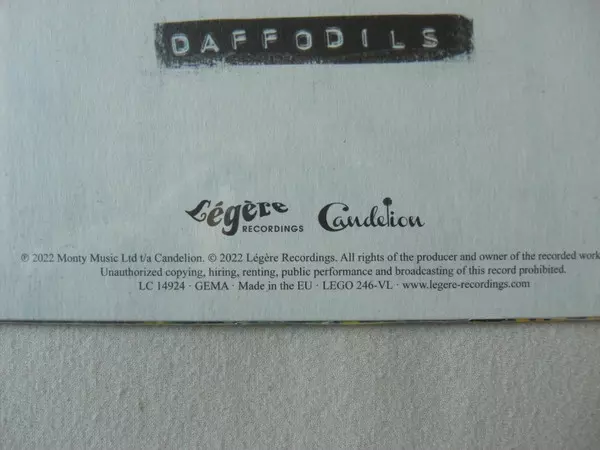 DAFFODILS
Légère
RECORDINGS
Candelion
℗ 2022 Monty Music Ltd t/a Candelion. © 2022 Légère Recordings. All rights of the producer and owner of the recorded work
Unauthorized copying, hiring, renting, public performance and broadcasting of this record prohibited.
LC 14924 · GEMA · Made in the EU · LEGO 246-VL · www.legere-recordings.com